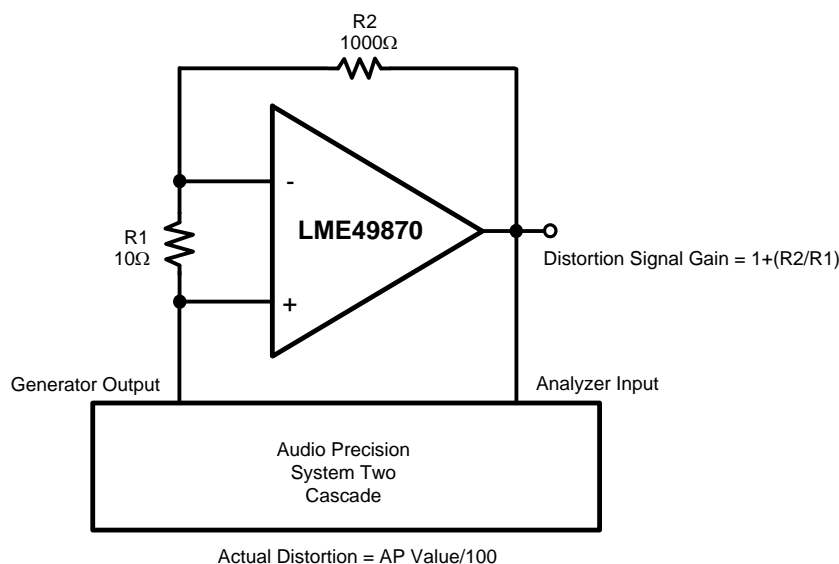 R2
1000Ω
-
LME49870
R1
10Ω
Distortion Signal Gain = 1+(R2/R1)
+
Generator Output
Analyzer Input
Audio Precision
System Two
Cascade
Actual Distortion = AP Value/100